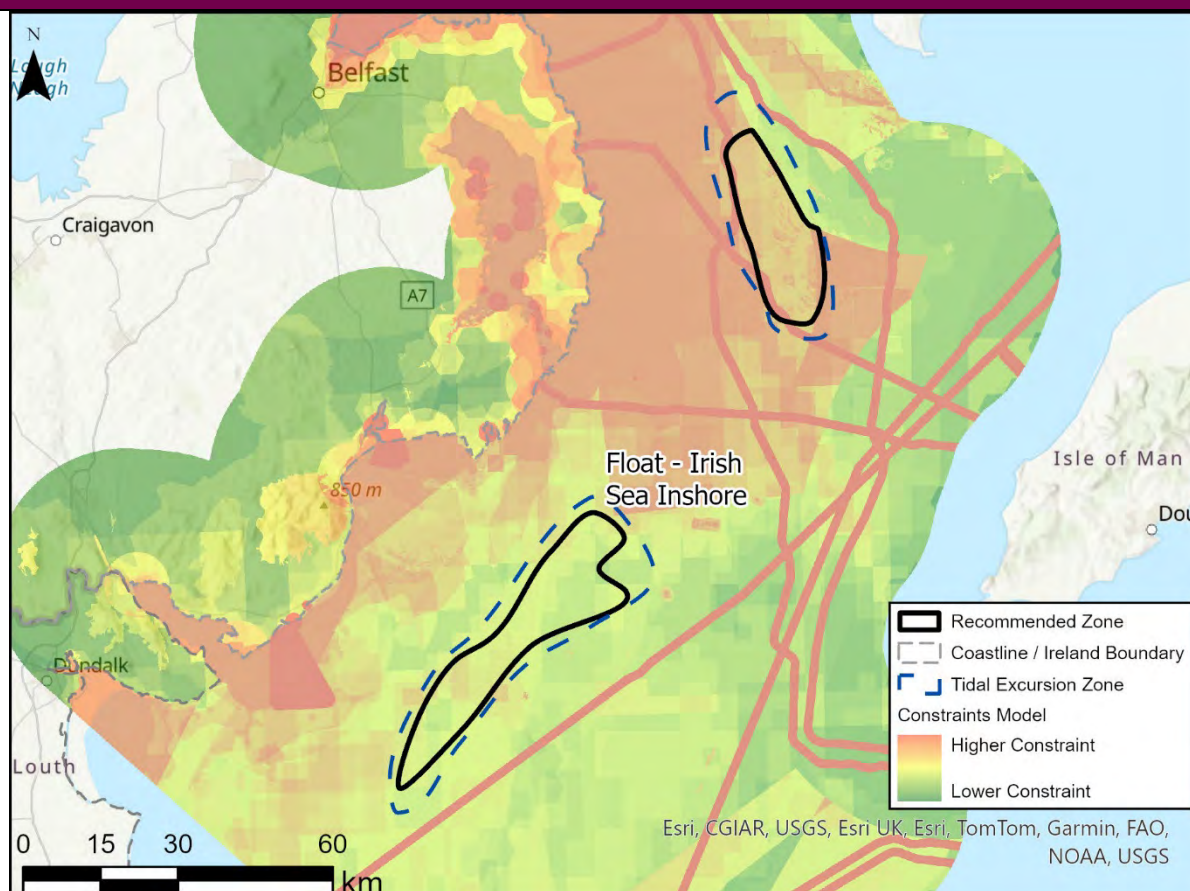 N
Lough
Neagh
Belfast
Craigavon
A7
850 m
Float - Irish
Sea Inshore
Isle of Man
Dou
Dundalk
Louth
Recommended Zone
Coastline / Ireland Boundary
Tidal Excursion Zone
Constraints Model
Higher Constraint
Lower Constraint
Esri, CGIAR, USGS, Esri UK, Esri, TomTom, Garmin, FAO,
NOAA, USGS
0 15 30 60
km